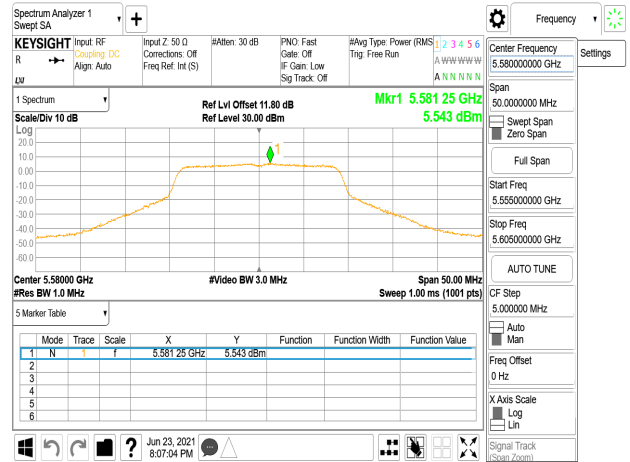 Spectrum Analyzer 1
Swept SA
Frequency
Settings
KEYSIGHT
R
Input: RF
Coupling: DC
Align: Auto
Input Z: 50 Ω
Corrections: Off
Freq Ref: Int (S)
#Atten: 30 dB
PNO: Fast
Gate: Off
IF Gain: Low
Sig Track: Off
#Avg Type: Power (RMS
Trig: Free Run
1 2 3 4 5 6
A W W W W W
A N N N N N
1 Spectrum
Scale/Div 10 dB
Log
Ref Lvl Offset 11.80 dB
Ref Level 30.00 dBm
Mkr1 5.581 25 GHz
5.543 dBm
20.0
10.0
0.00
-10.0
-20.0
-30.0
-40.0
-50.0
-60.0
1
Center 5.58000 GHz
#Res BW 1.0 MHz
#Video BW 3.0 MHz
Span 50.00 MHz
Sweep 1.00 ms (1001 pts)
5 Marker Table
Mode Trace Scale X Y Function Function Width Function Value
1 N 1 f 5.581 25 GHz 5.543 dBm
2
3
4
5
6
Jun 23, 2021
8:07:04 PM
Center Frequency
5.580000000 GHz
Span
50.0000000 MHz
Swept Span
Zero Span
Full Span
Start Freq
5.555000000 GHz
Stop Freq
5.605000000 GHz
AUTO TUNE
CF Step
5.000000 MHz
Auto
Man
Freq Offset
0 Hz
X Axis Scale
Log
Lin
Signal Track
(Span Zoom)